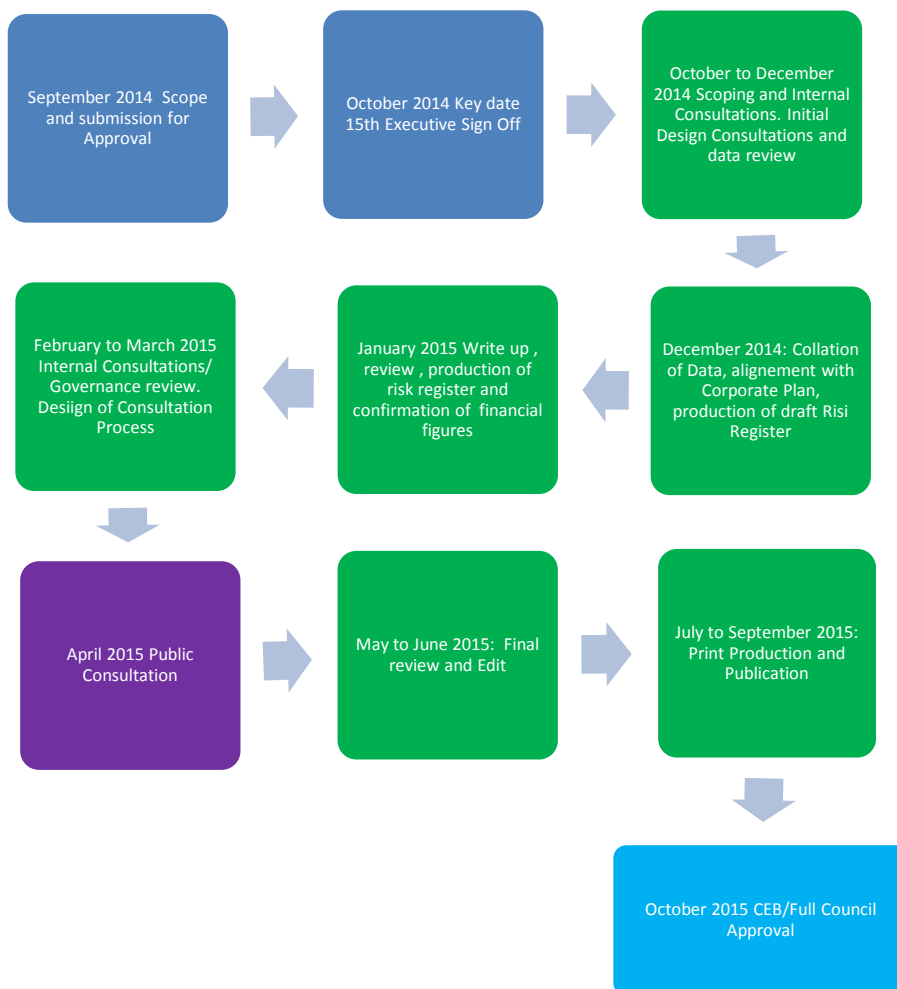 September 2014  Scope
and submission for
Approval
October 2014 Key date
15th Executive Sign Off
October to December
2014 Scoping and Internal
Consultations. Initial
Design Consultations and
data review
December 2014: Collation
of Data, alignement with
Corporate Plan,
production of draft Risi
Register
January 2015 Write up ,
review , production of
risk register and
confirmation of  financial
figures
February to March 2015
Internal Consultations/
Governance review.
Desiign of Consultation
Process
April 2015 Public
Consultation
May to June 2015:  Final
review and Edit
July to September 2015:
Print Production and
Publication
October 2015 CEB/Full Council
Approval